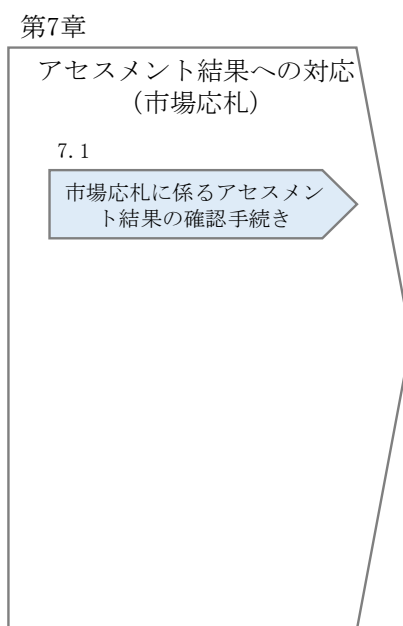 第7章
アセスメント結果への対応
（市場応札）
7.1
市場応札に係るアセスメン
ト結果の確認手続き